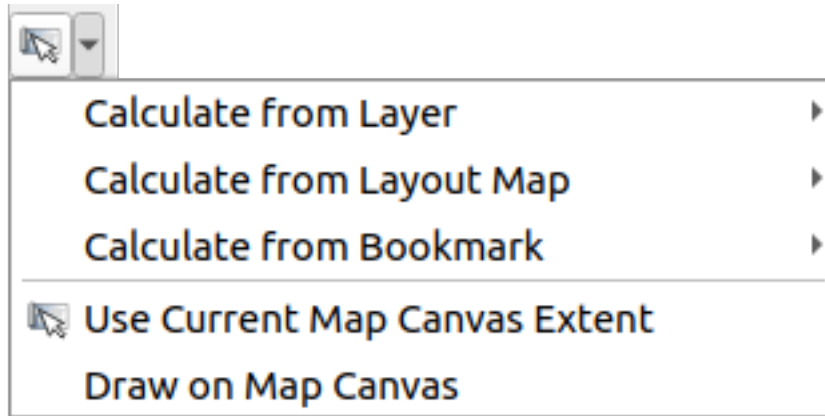 Calculate from Layer
Calculate from Layout Map
Calculate from Bookmark
Use Current Map Canvas Extent
Draw on Map Canvas